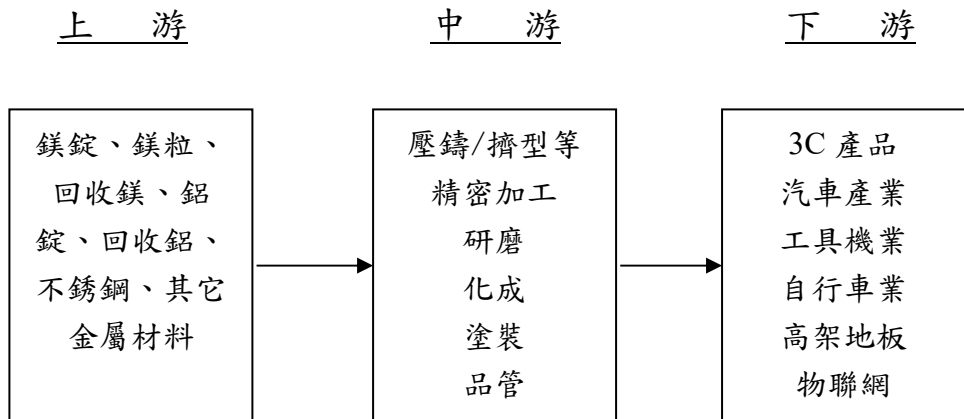 上　游
中　游
下　游
鎂錠、鎂粒、
回收鎂、鋁
錠、回收鋁、
不銹鋼、其它
金屬材料
壓鑄/擠型等
精密加工
研磨
化成
塗裝
品管
3C 產品
汽車產業
工具機業
自行車業
高架地板
物聯網